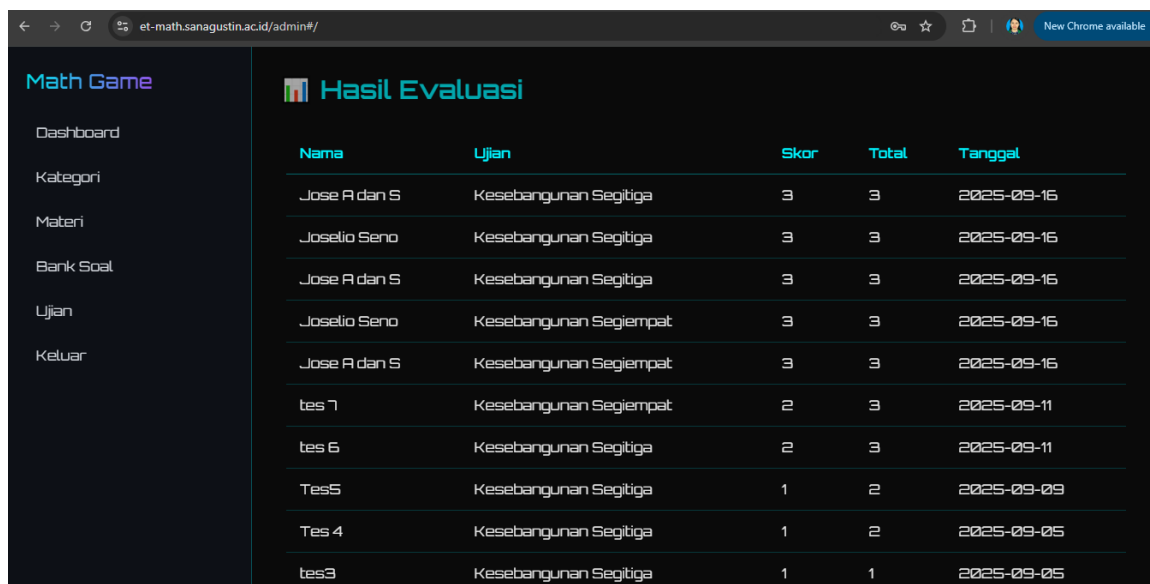 et-math.sanagustin.ac.id/admin#/
New Chrome available
Math Game
Dashboard
Kategori
Materi
Bank Soal
Ujian
Keluar
Hasil Evaluasi
Nama Ujian Skor Total Tanggal
Jose A dan S Kesebangunan Segitiga 3 3 2025-09-16
Joselio Seno Kesebangunan Segitiga 3 3 2025-09-16
Jose A dan S Kesebangunan Segitiga 3 3 2025-09-16
Joselio Seno Kesebangunan Segiempat 3 3 2025-09-16
Jose A dan S Kesebangunan Segiempat 3 3 2025-09-16
tes 7 Kesebangunan Segiempat 2 3 2025-09-11
tes 6 Kesebangunan Segitiga 2 3 2025-09-11
Tes5 Kesebangunan Segitiga 1 2 2025-09-09
Tes 4 Kesebangunan Segitiga 1 2 2025-09-05
tes3 Kesebangunan Segitiga 1 1 2025-09-05